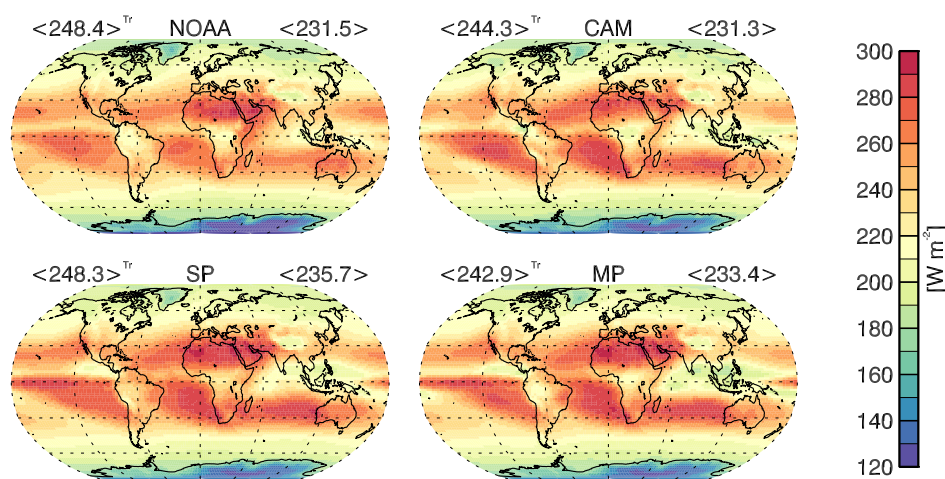 <248.4>Tr NOAA <231.5>
<244.3>Tr CAM <231.3>
<248.3>Tr SP <235.7>
<242.9>Tr MP <233.4>
300
280
260
240
220
200
180
160
140
120
[W m-2]